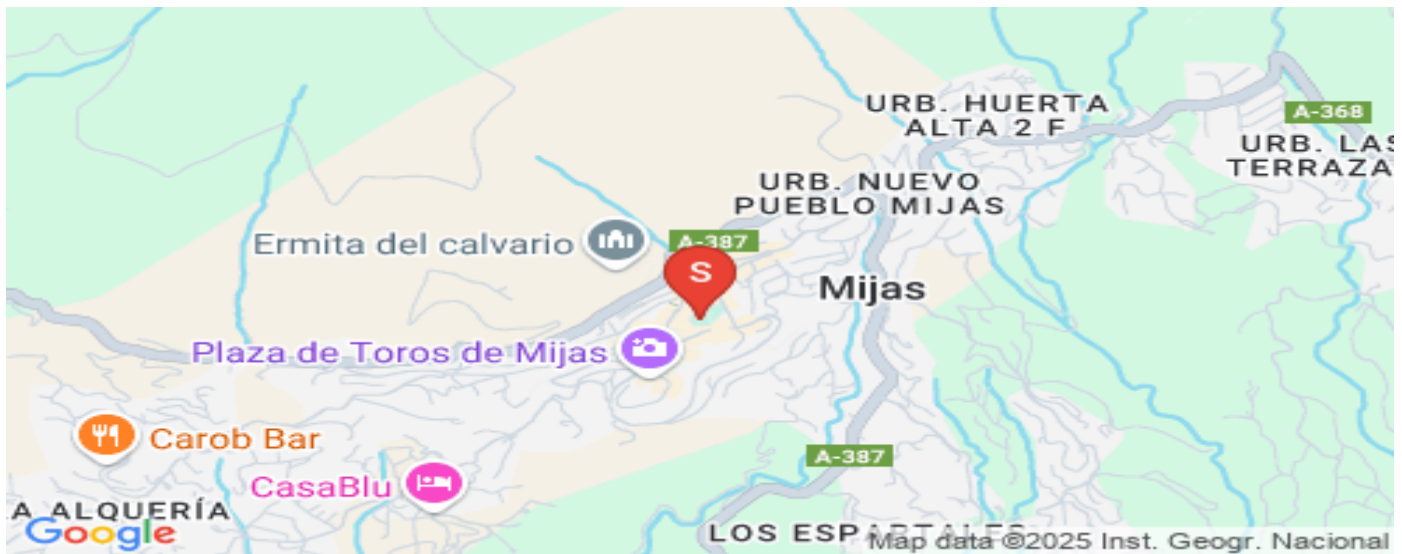 URB. HUERTA
ALTA 2 F
A-368
URB. LAS
TERRAZA
URB. NUEVO
PUEBLO MIJAS
Ermita del calvario
A-387
S
Mijas
Plaza de Toros de Mijas
Carob Bar
A-387
CasaBlu
A ALQUERÍA
Google
LOS ESP
Map data ©2025 Inst. Geogr. Nacional